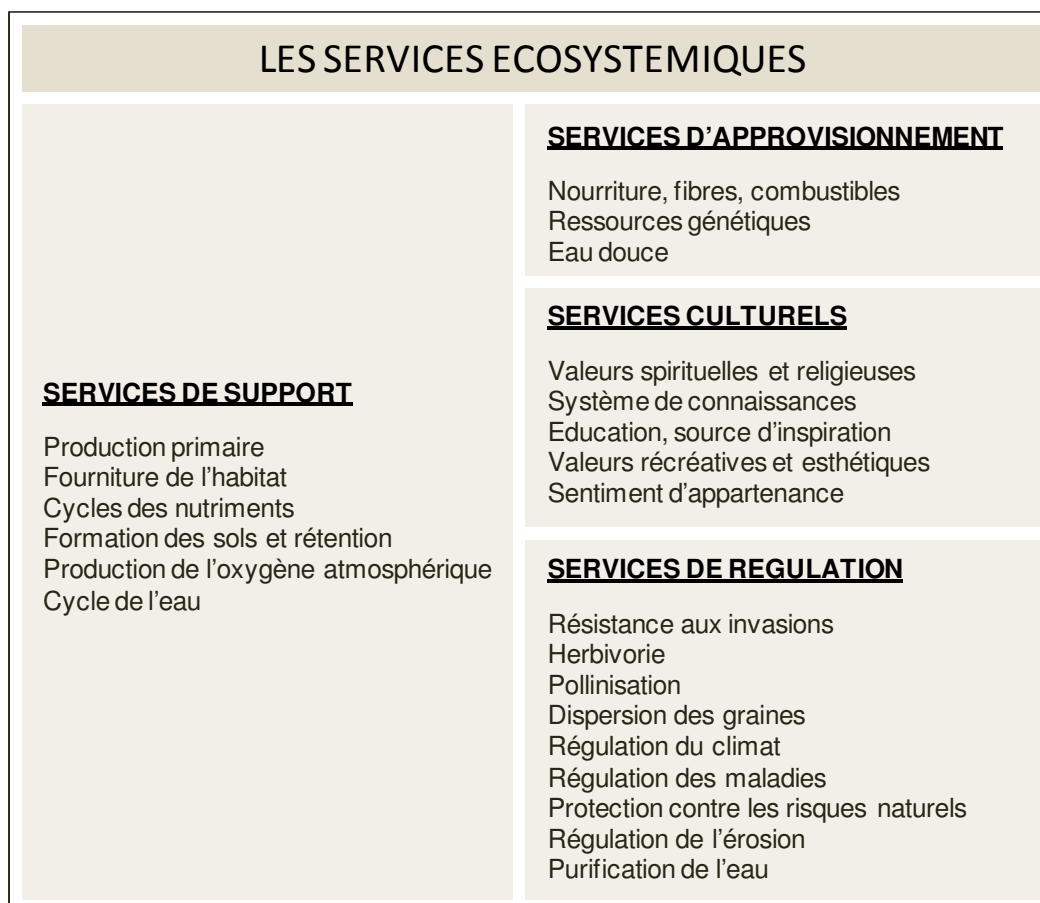 LES SERVICES ECOSYSTEMIQUES
SERVICES DE SUPPORT
Production primaire
Fourniture de l’habitat
Cycles des nutriments
Formation des sols et rétention
Production de l’oxygène atmosphérique
Cycle de l’eau
SERVICES D’APPROVISIONNEMENT
Nourriture, fibres, combustibles
Ressources génétiques
Eau douce
SERVICES CULTURELS
Valeurs spirituelles et religieuses
Système de connaissances
Education, source d’inspiration
Valeurs récréatives et esthétiques
Sentiment d’appartenance
SERVICES DE REGULATION
Résistance aux invasions
Herbivorie
Pollinisation
Dispersion des graines
Régulation du climat
Régulation des maladies
Protection contre les risques naturels
Régulation de l’érosion
Purification de l’eau